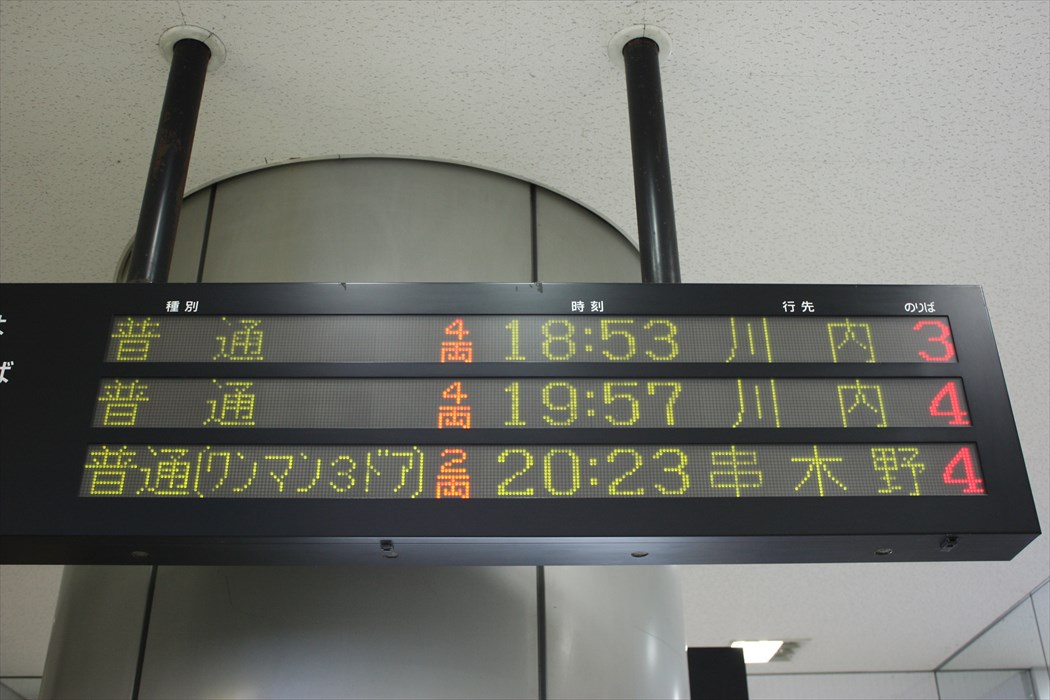 種別 時刻 行先 のりば
普通 4両 18:53 川内 3
普通 4両 19:57 川内 4
普通(ワンマン3ドア) 2両 20:23 串木野 4
ば